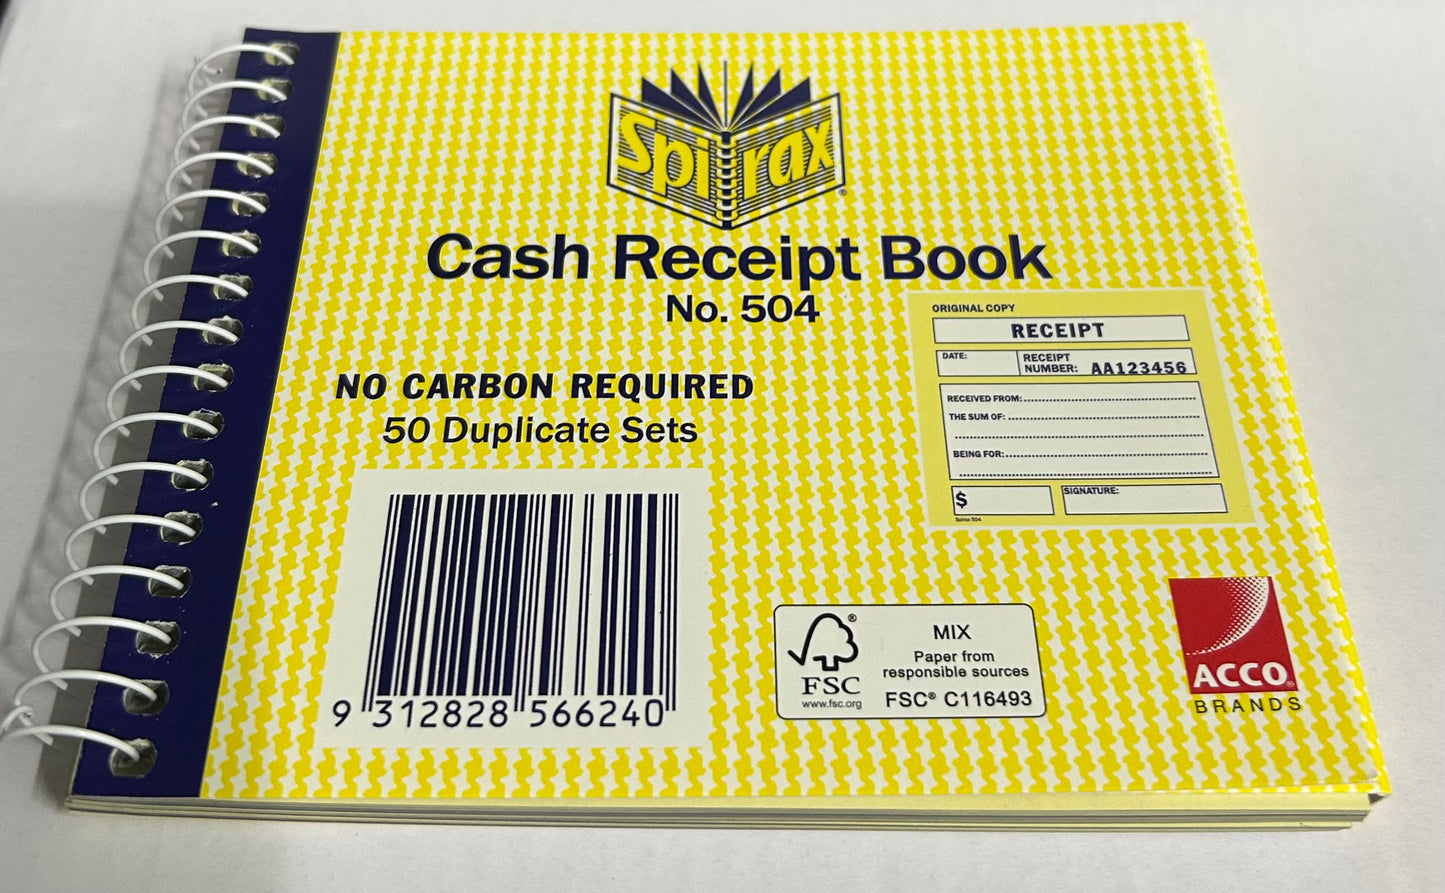 Spirax®
Cash Receipt Book
No. 504
NO CARBON REQUIRED
50 Duplicate Sets
ORIGINAL COPY
RECEIPT
DATE:
RECEIPT
NUMBER: AA123456
RECEIVED FROM:
THE SUM OF:
BEING FOR:
$
SIGNATURE:
Spirax 504
9 312828 566240
®
FSC
www.fsc.org
MIX
Paper from
responsible sources
FSC® C116493
ACCO®
BRANDS